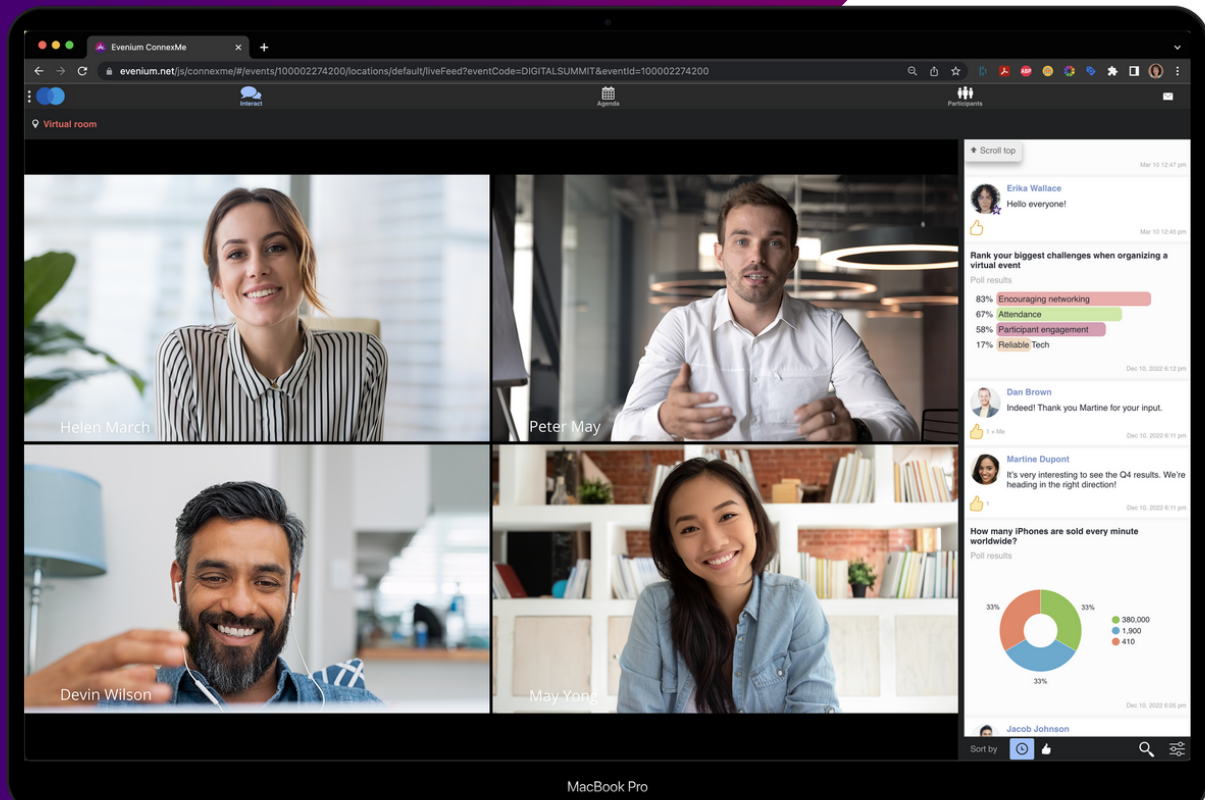 Evenium ConnexMe
evenium.net/js/connexme/#/events/100002274200/locations/default/liveFeed?eventCode=DIGITALSUMMIT&eventId=100002274200
ABP
Interact
Agenda
Participants
Virtual room
Helen March
Peter May
Devin Wilson
May Yong
Scroll top
Mar 10 12:47 pm
Erika Wallace
Hello everyone!
Mar 10 12:45 pm
Rank your biggest challenges when organizing a
virtual event
Poll results
83% Encouraging networking
67% Attendance
58% Participant engagement
17% Reliable Tech
Dec 10, 2022 6:12 pm
Dan Brown
Indeed! Thank you Martine for your input.
1 + Me
Dec 10, 2022 6:11 pm
Martine Dupont
It's very interesting to see the Q4 results. We're
heading in the right direction!
1
Dec 10, 2022 6:11 pm
How many iPhones are sold every minute
worldwide?
Poll results
33%
33%
33%
380,000
1,900
410
Dec 10, 2022 6:05 pm
Jacob Johnson
Sort by
MacBook Pro